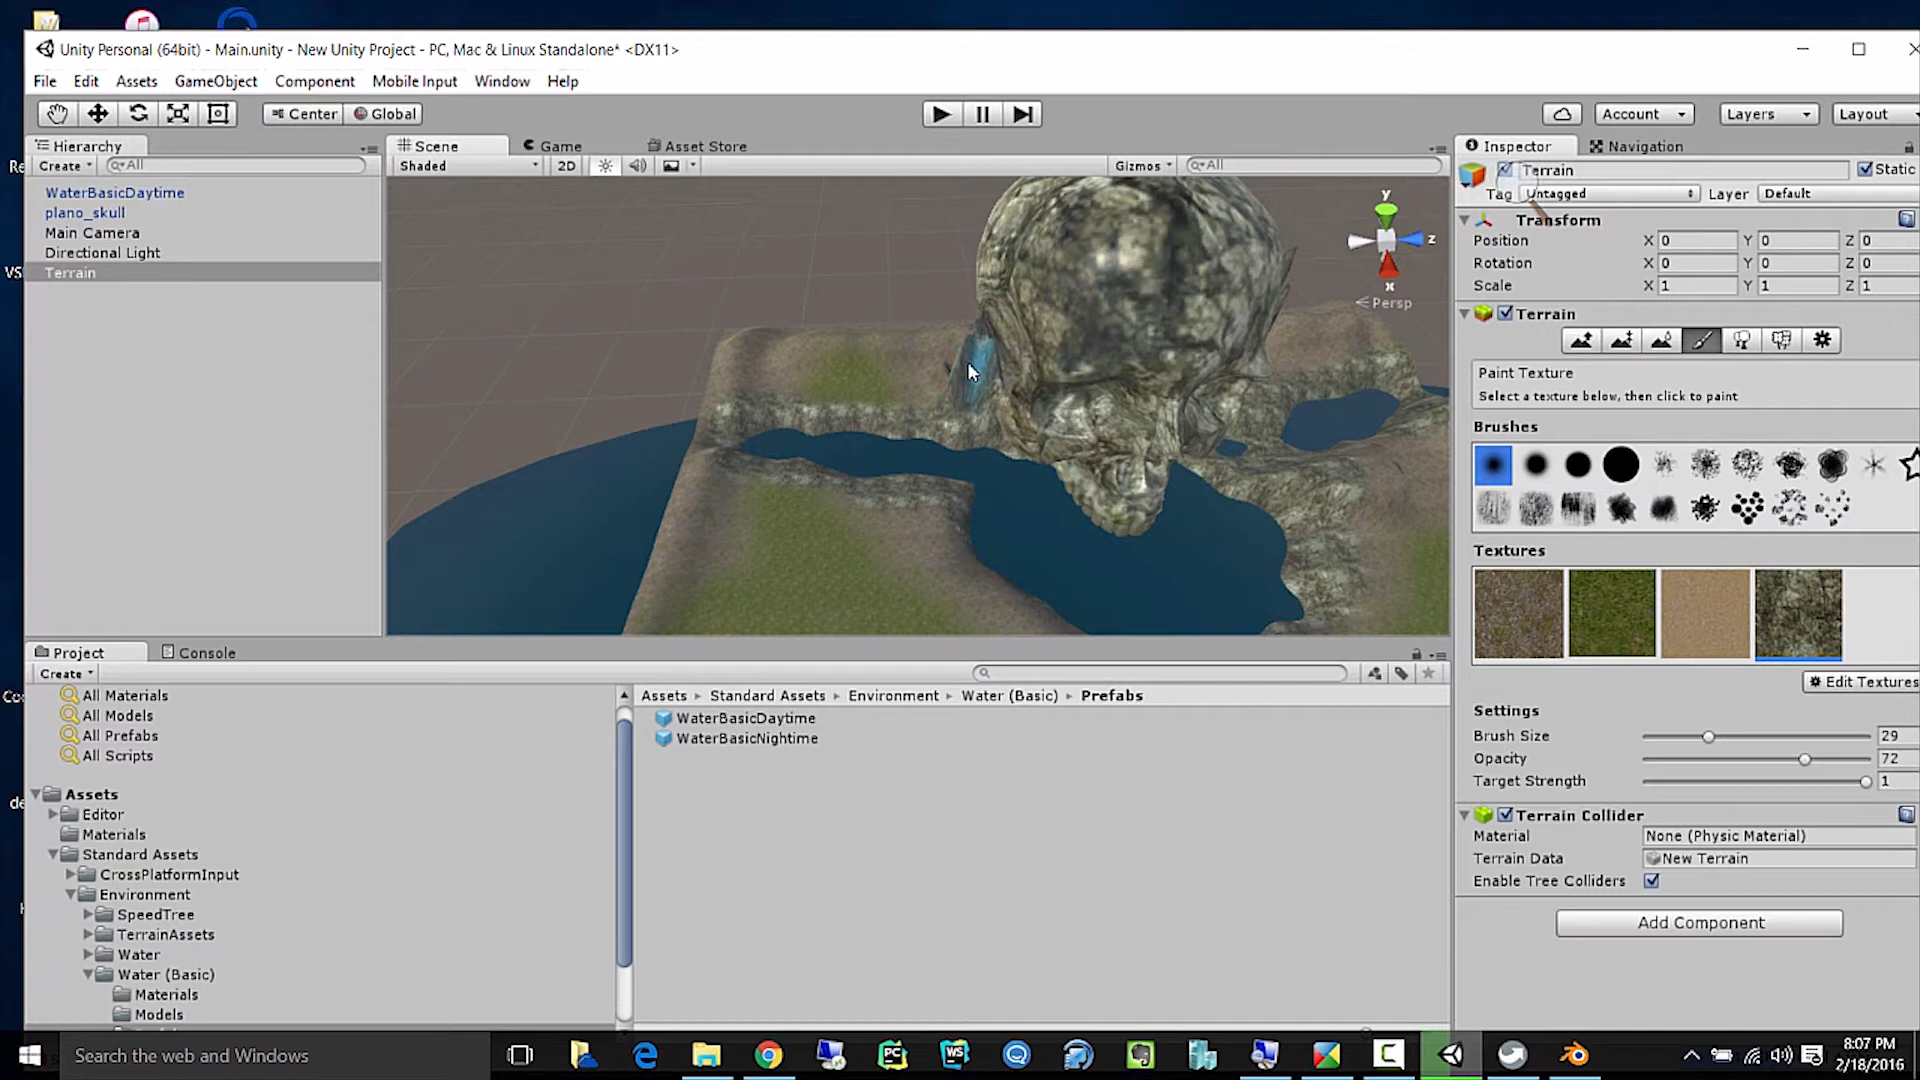 Unity Personal (64bit) - Main.unity - New Unity Project - PC, Mac & Linux Standalone* <DX11>
File Edit Assets GameObject Component Mobile Input Window Help
Center Global Account Layers Layout
Hierarchy Scene Game Asset Store Inspector Navigation
Create All Shaded 2D Gizmos All Terrain Static
Tag Untagged Layer Default
WaterBasicDaytime
plano_skull
Main Camera
Directional Light
Terrain
y
z
x
Persp
Transform
Position X 0 Y 0 Z 0
Rotation X 0 Y 0 Z 0
Scale X 1 Y 1 Z 1
Terrain
Paint Texture
Select a texture below, then click to paint
Brushes
Textures
Edit Textures
Settings
Brush Size 29
Opacity 72
Target Strength 1
Terrain Collider
Material None (Physic Material)
Terrain Data New Terrain
Enable Tree Colliders
Add Component
Project Console
Create
All Materials
All Models
All Prefabs
All Scripts
Assets
Editor
Materials
Standard Assets
CrossPlatformInput
Environment
SpeedTree
TerrainAssets
Water
Water (Basic)
Materials
Models
Assets Standard Assets Environment Water (Basic) Prefabs
WaterBasicDaytime
WaterBasicNightime
Search the web and Windows
PC
WS
8:07 PM
2/18/2016